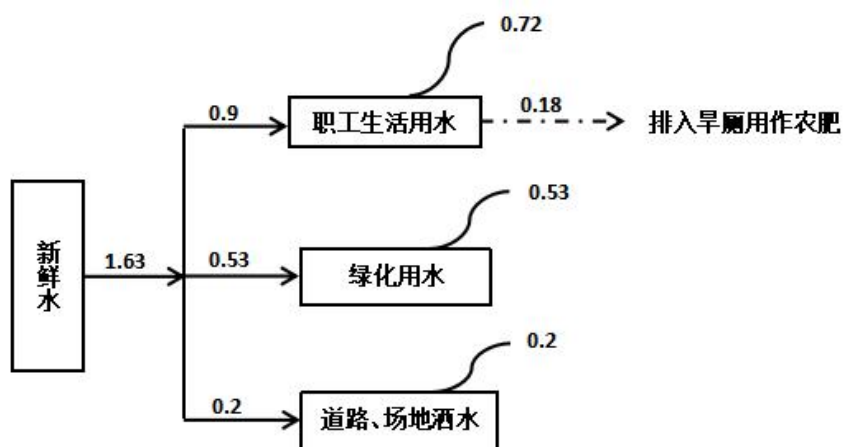 0.72
0.9
职工生活用水
0.18
排入旱厕用作农肥
新鲜水
1.63
0.53
绿化用水
0.53
0.2
道路、场地洒水
0.2